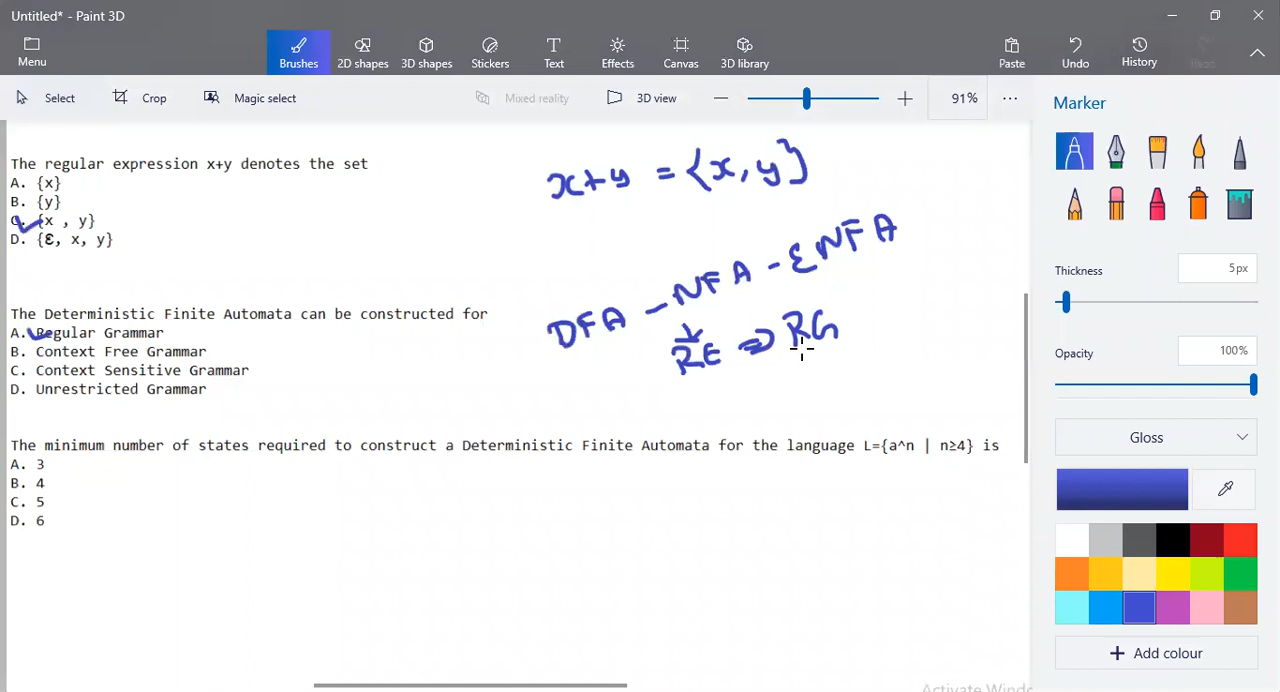 Untitled* - Paint 3D
Menu
Brushes
2D shapes
3D shapes
Stickers
Text
Effects
Canvas
3D library
Paste
Undo
History
Redo
Select
Crop
Magic select
Mixed reality
3D view
91%
Marker
Thickness
5px
Opacity
100%
Gloss
Add colour
The regular expression x+y denotes the set
A. {x}
B. {y}
C. {x , y}
D. {ε, x, y}
x+y = {x, y}
The Deterministic Finite Automata can be constructed for
A. Regular Grammar
B. Context Free Grammar
C. Context Sensitive Grammar
D. Unrestricted Grammar
DFA - NFA - εNFA
RE ⇒ RG
The minimum number of states required to construct a Deterministic Finite Automata for the language L={a^n | n≥4} is
A. 3
B. 4
C. 5
D. 6